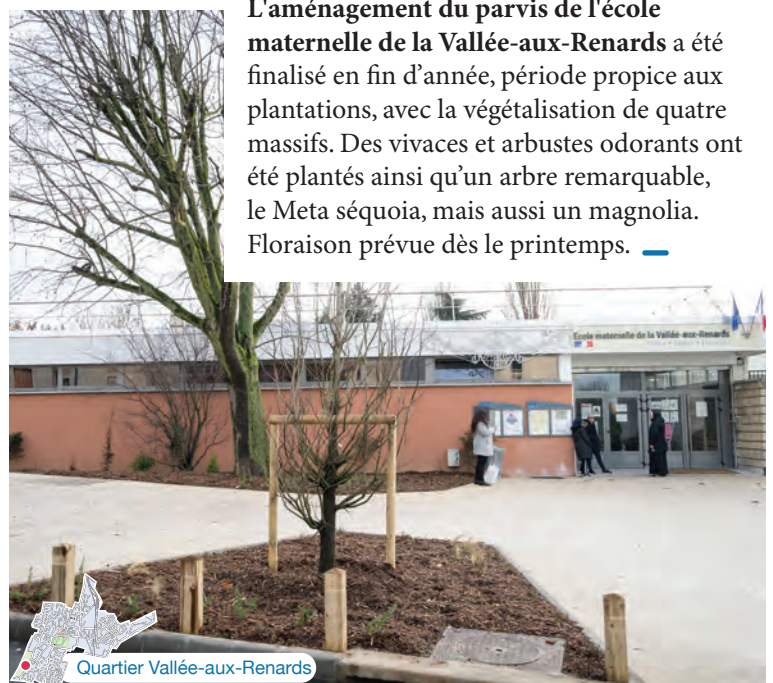 L'aménagement du parvis de l'école
maternelle de la Vallée-aux-Renards a été
finalisé en fin d'année, période propice aux
plantations, avec la végétalisation de quatre
massifs. Des vivaces et arbustes odorants ont
été plantés ainsi qu'un arbre remarquable,
le Meta séquoia, mais aussi un magnolia.
Floraison prévue dès le printemps.
Ecole maternelle de la Vallée-aux-Renards
Quartier Vallée-aux-Renards